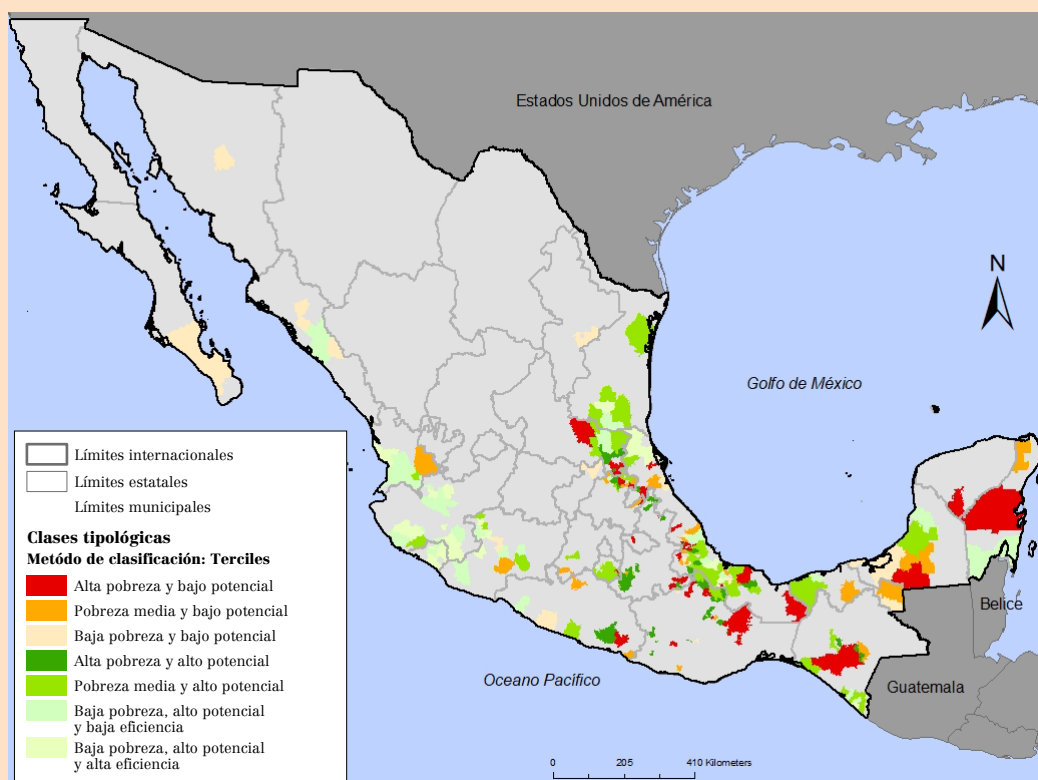 Estados Unidos de América
N
Golfo de México
Límites internacionales
Límites estatales
Límites municipales
Clases tipológicas
Metódo de clasificación: Terciles
Alta pobreza y bajo potencial
Pobreza media y bajo potencial
Baja pobreza y bajo potencial
Alta pobreza y alto potencial
Pobreza media y alto potencial
Baja pobreza, alto potencial
y baja eficiencia
Baja pobreza, alto potencial
y alta eficiencia
Belice
Oceano Pacífico
Guatemala
0 205 410 Kilometers